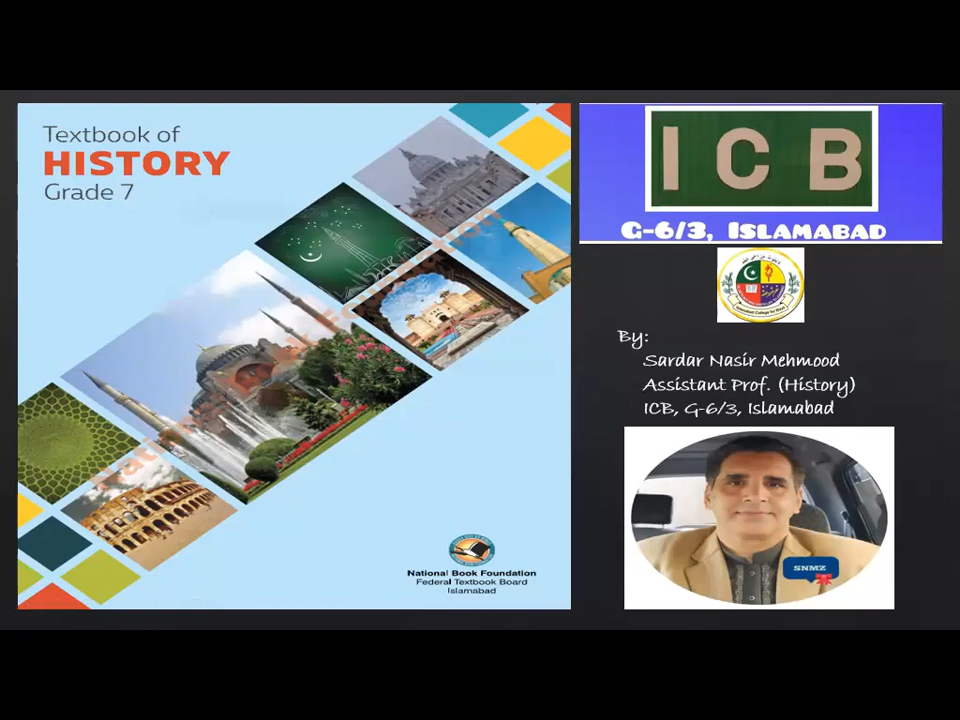 Textbook of
HISTORY
Grade 7
National Book Foundation
Federal Textbook Board
Islamabad
I C B
G-6/3, ISLAMABAD
By:
Sardar Nasir Mehmood
Assistant Prof. (History)
ICB, G-6/3, Islamabad
SNMZ